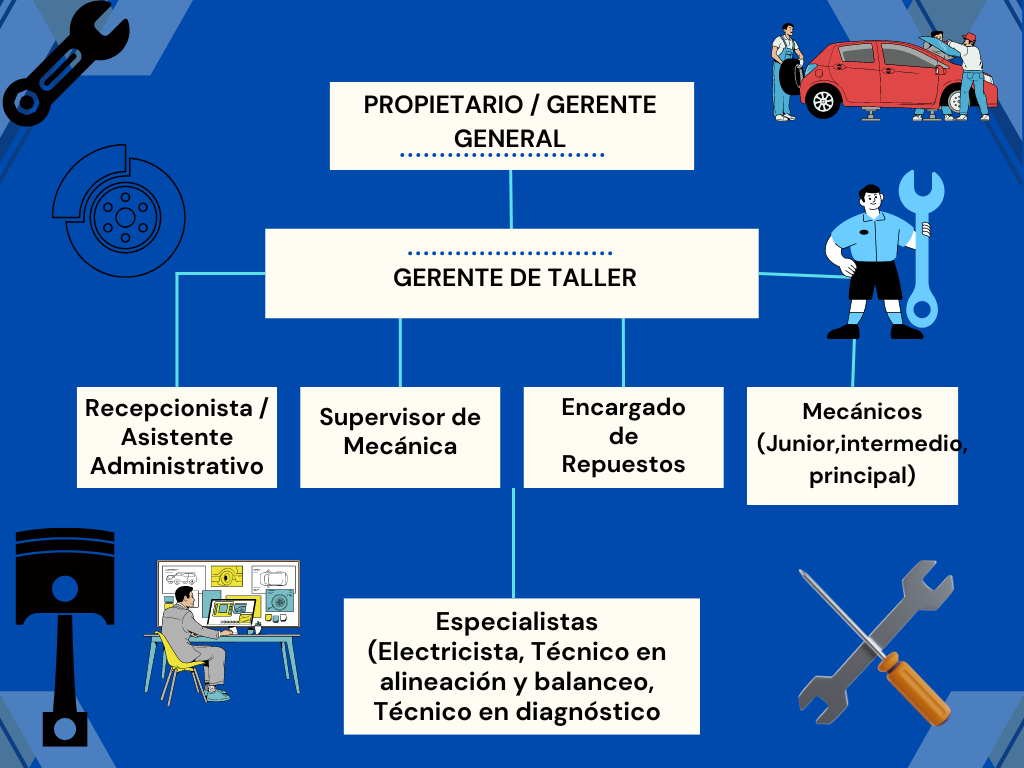 PROPIETARIO / GERENTE
GENERAL
GERENTE DE TALLER
Recepcionista /
Asistente
Administrativo
Supervisor de
Mecánica
Encargado
de
Repuestos
Mecánicos
(Junior,intermedio,
principal)
Especialistas
(Electricista, Técnico en
alineación y balanceo,
Técnico en diagnóstico